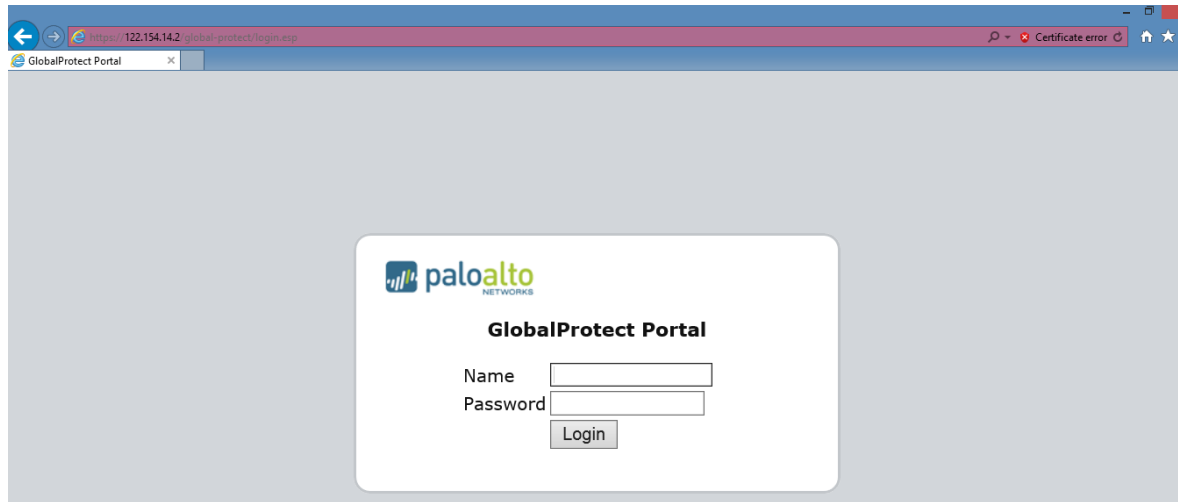 https://122.154.14.2/global-protect/login.esp
Certificate error
GlobalProtect Portal
paloalto
NETWORKS
GlobalProtect Portal
Name
Password
Login